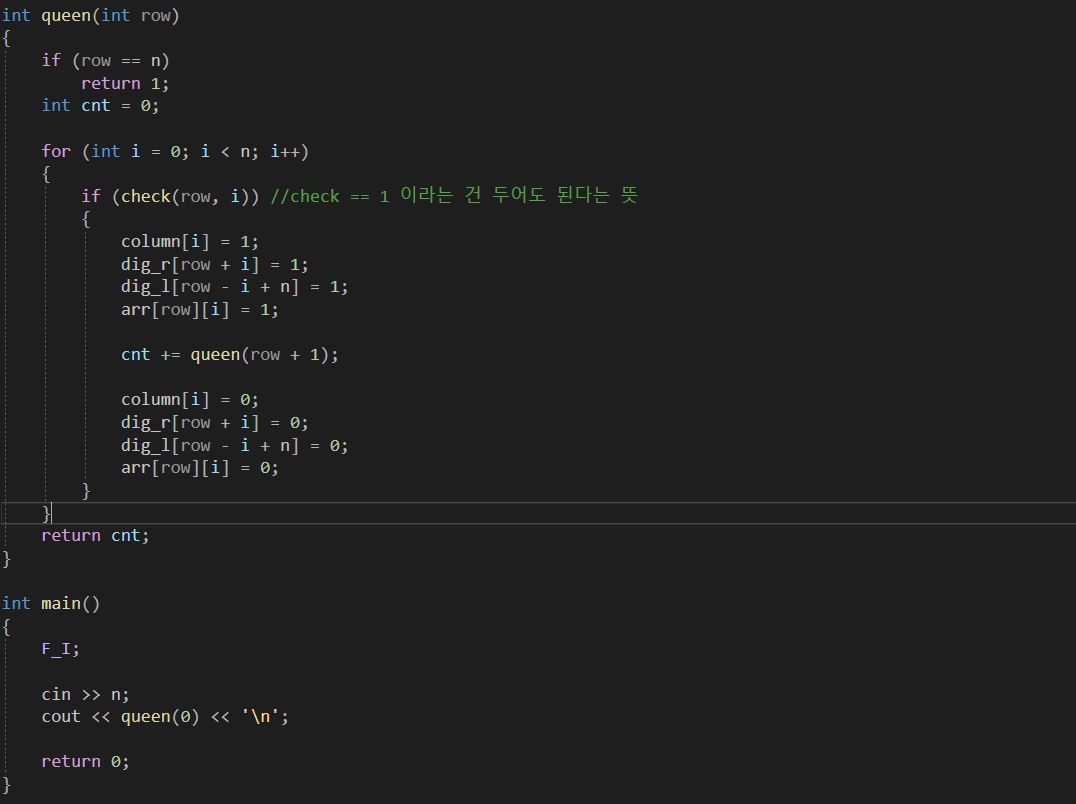 int queen(int row)
{
    if (row == n)
        return 1;
    int cnt = 0;

    for (int i = 0; i < n; i++)
    {
        if (check(row, i)) //check == 1 이라는 건 두어도 된다는 뜻
        {
            column[i] = 1;
            dig_r[row + i] = 1;
            dig_l[row - i + n] = 1;
            arr[row][i] = 1;

            cnt += queen(row + 1);

            column[i] = 0;
            dig_r[row + i] = 0;
            dig_l[row - i + n] = 0;
            arr[row][i] = 0;
        }
    }
    return cnt;
}

int main()
{
    F_I;

    cin >> n;
    cout << queen(0) << '\n';

    return 0;
}